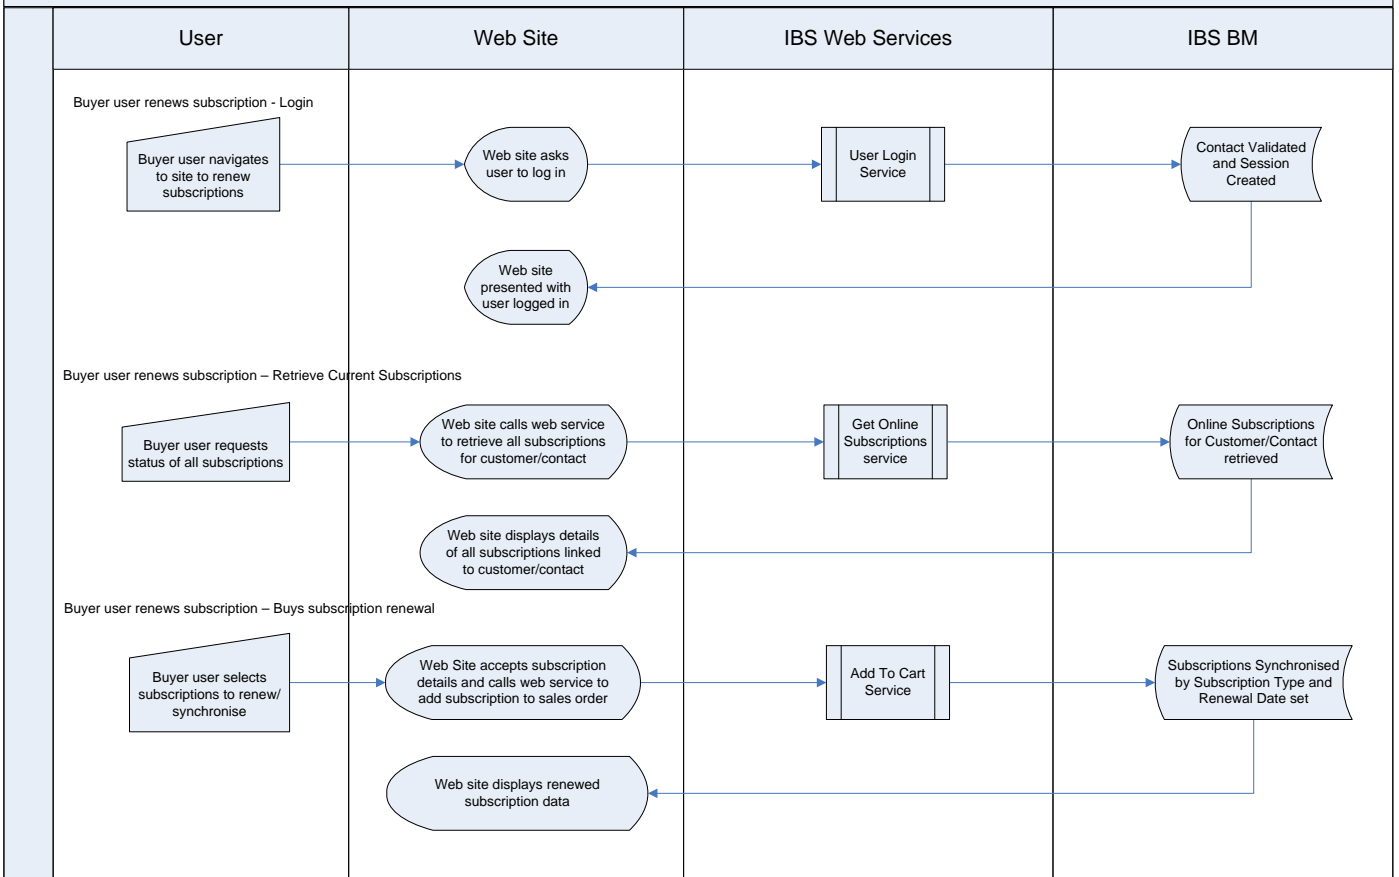 User
Web Site
IBS Web Services
IBS BM
Buyer user renews subscription - Login
Buyer user navigates
to site to renew
subscriptions
Web site asks
user to log in
User Login
Service
Contact Validated
and Session
Created
Web site
presented with
user logged in
Buyer user renews subscription – Retrieve Current Subscriptions
Buyer user requests
status of all subscriptions
Web site calls web service
to retrieve all subscriptions
for customer/contact
Get Online
Subscriptions
service
Online Subscriptions
for Customer/Contact
retrieved
Web site displays details
of all subscriptions linked
to customer/contact
Buyer user renews subscription – Buys subscription renewal
Buyer user selects
subscriptions to renew/
synchronise
Web Site accepts subscription
details and calls web service to
add subscription to sales order
Add To Cart
Service
Subscriptions Synchronised
by Subscription Type and
Renewal Date set
Web site displays renewed
subscription data